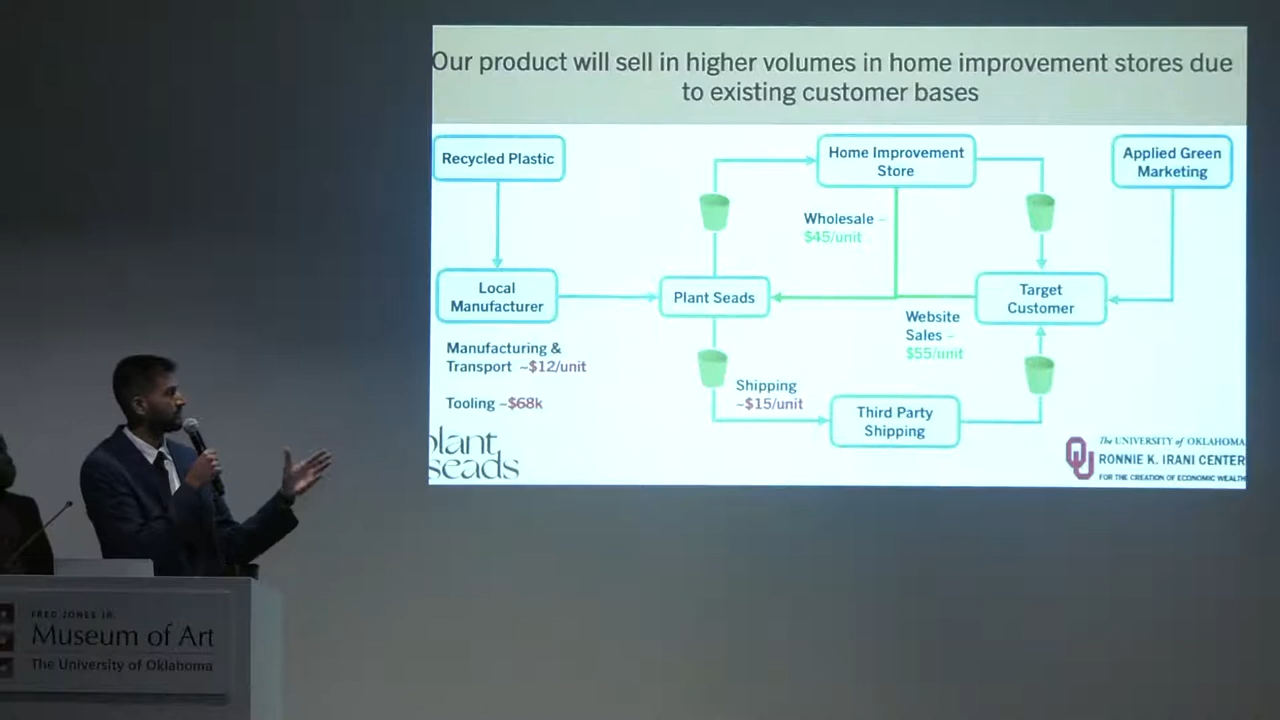 Our product will sell in higher volumes in home improvement stores due
to existing customer bases
Recycled Plastic
Home Improvement
Store
Applied Green
Marketing
Wholesale –
$45/unit
Local
Manufacturer
Plant Seads
Target
Customer
Website
Sales –
$55/unit
Manufacturing &
Transport ~$12/unit
Shipping
~$15/unit
Tooling ~$68k
Third Party
Shipping
plant
seads
The UNIVERSITY of OKLAHOMA
RONNIE K. IRANI CENTER
FOR THE CREATION OF ECONOMIC WEALTH
FRED JONES JR.
Museum of Art
The University of Oklahoma